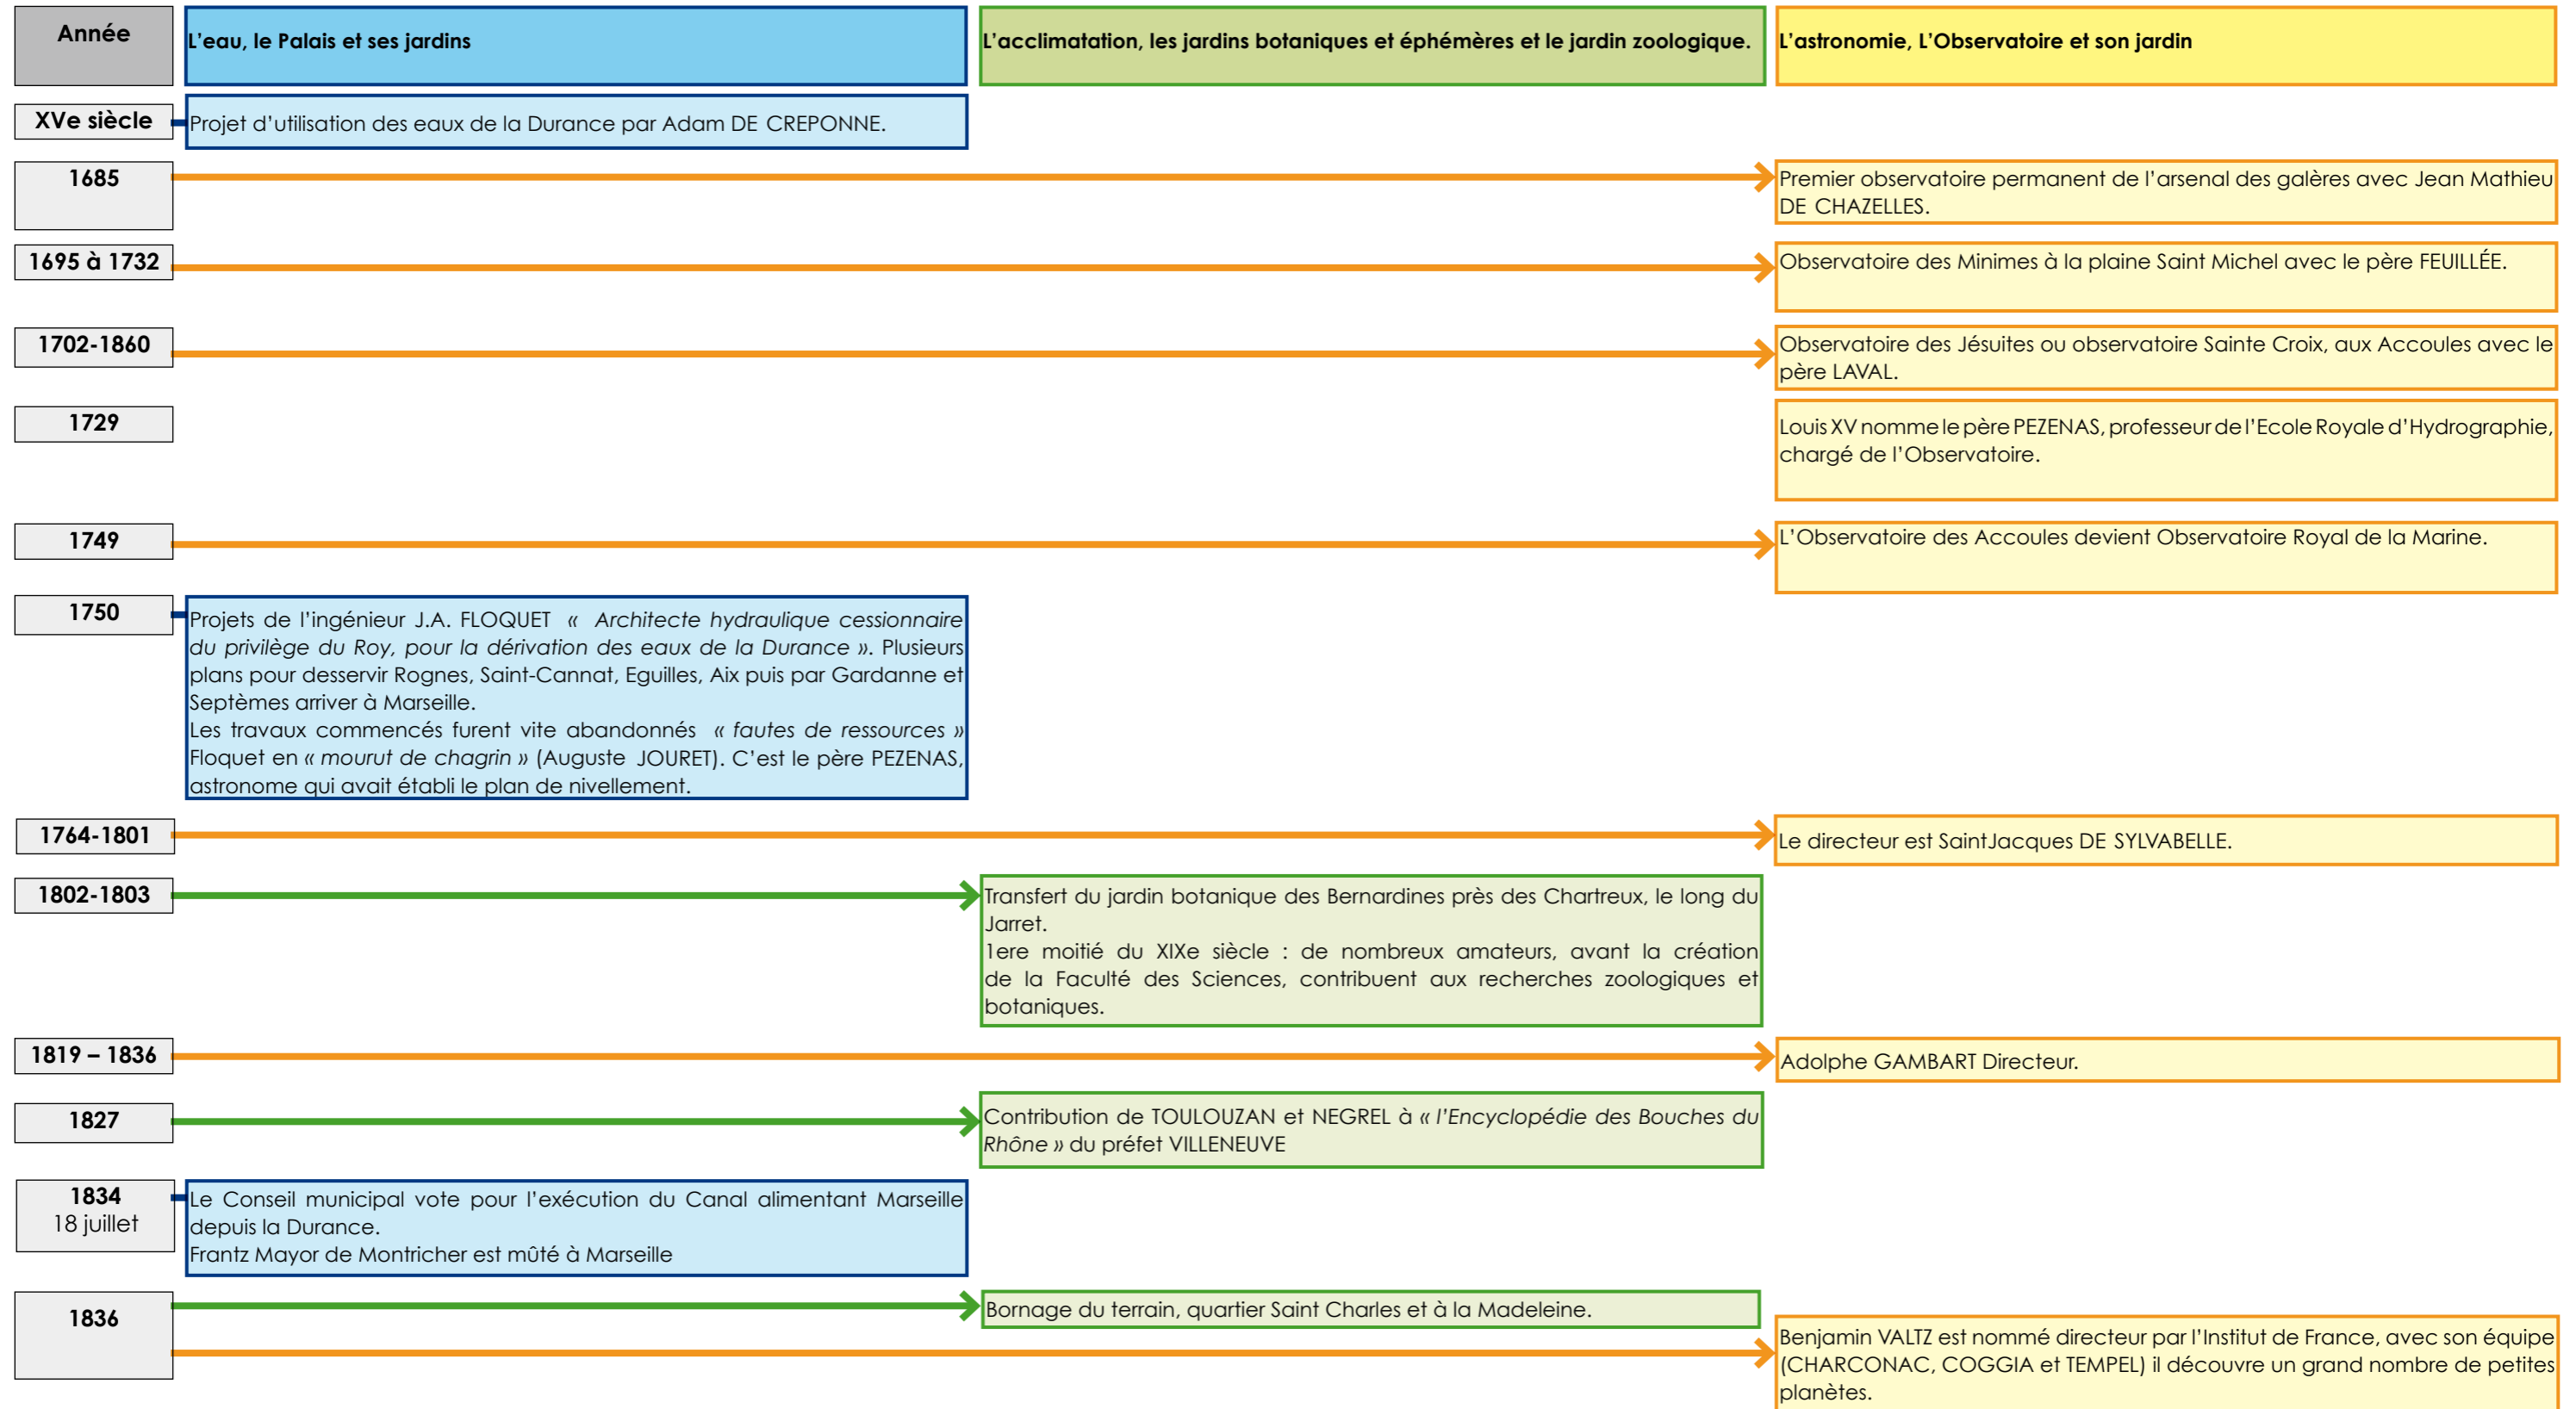 Année
L'eau, le Palais et ses jardins
L'acclimatation, les jardins botaniques et éphémères et le jardin zoologique.
L'astronomie, L'Observatoire et son jardin
XVe siècle
Projet d'utilisation des eaux de la Durance par Adam DE CREPONNE.
1685
Premier observatoire permanent de l'arsenal des galères avec Jean Mathieu
DE CHAZELLES.
1695 à 1732
Observatoire des Minimes à la plaine Saint Michel avec le père FEUILLÉE.
1702-1860
Observatoire des Jésuites ou observatoire Sainte Croix, aux Accoules avec le
père LAVAL.
1729
Louis XV nomme le père PEZENAS, professeur de l'Ecole Royale d'Hydrographie,
chargé de l'Observatoire.
1749
L'Observatoire des Accoules devient Observatoire Royal de la Marine.
1750
Projets de l'ingénieur J.A. FLOQUET « Architecte hydraulique cessionnaire
du privilège du Roy, pour la dérivation des eaux de la Durance ». Plusieurs
plans pour desservir Rognes, Saint-Cannat, Eguilles, Aix puis par Gardanne et
Septèmes arriver à Marseille.
Les travaux commencés furent vite abandonnés « fautes de ressources »
Floquet en « mourut de chagrin » (Auguste JOURET). C'est le père PEZENAS,
astronome qui avait établi le plan de nivellement.
1764-1801
Le directeur est SaintJacques DE SYLVABELLE.
1802-1803
Transfert du jardin botanique des Bernardines près des Chartreux, le long du
Jarret.
1ere moitié du XIXe siècle : de nombreux amateurs, avant la création
de la Faculté des Sciences, contribuent aux recherches zoologiques et
botaniques.
1819 – 1836
Adolphe GAMBART Directeur.
1827
Contribution de TOULOUZAN et NEGREL à « l'Encyclopédie des Bouches du
Rhône » du préfet VILLENEUVE
1834
18 juillet
Le Conseil municipal vote pour l'exécution du Canal alimentant Marseille
depuis la Durance.
Frantz Mayor de Montricher est mûté à Marseille
1836
Bornage du terrain, quartier Saint Charles et à la Madeleine.
Benjamin VALTZ est nommé directeur par l'Institut de France, avec son équipe
(CHARCONAC, COGGIA et TEMPEL) il découvre un grand nombre de petites
planètes.